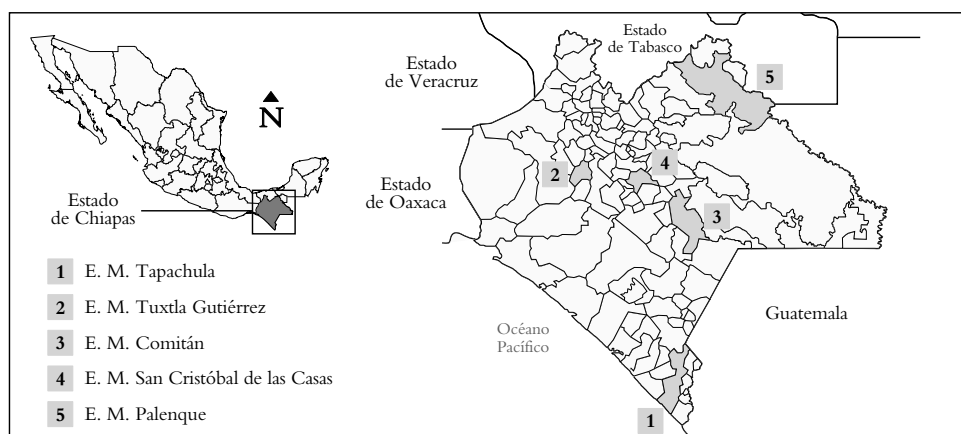 Estado
de Chiapas
N
1 E. M. Tapachula
2 E. M. Tuxtla Gutiérrez
3 E. M. Comitán
4 E. M. San Cristóbal de las Casas
5 E. M. Palenque
Estado
de Veracruz
Estado
de Tabasco
5
2
4
Estado
de Oaxaca
3
Océano
Pacífico
Guatemala
1